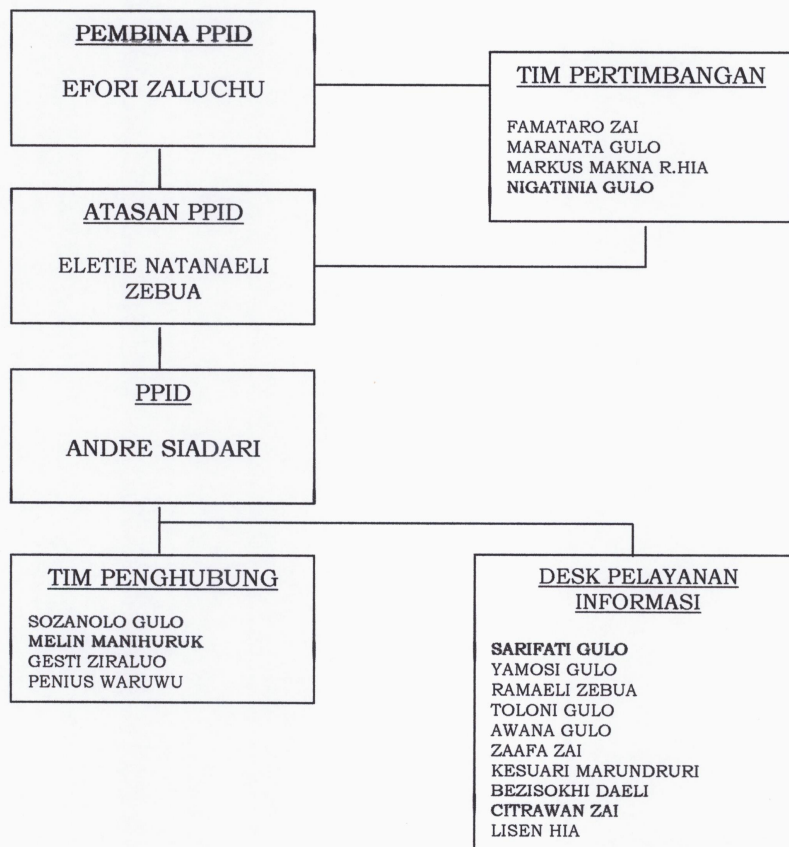 PEMBINA PPID
EFORI ZALUCHU
TIM PERTIMBANGAN
FAMATARO ZAI
MARANATA GULO
MARKUS MAKNA R.HIA
NIGATINIA GULO
ATASAN PPID
ELETIE NATANAELI
ZEBUA
PPID
ANDRE SIADARI
TIM PENGHUBUNG
SOZANOLO GULO
MELIN MANIHURUK
GESTI ZIRALUO
PENIUS WARUWU
DESK PELAYANAN
INFORMASI
SARIFATI GULO
YAMOSI GULO
RAMAELI ZEBUA
TOLONI GULO
AWANA GULO
ZAAFA ZAI
KESUARI MARUNDRURI
BEZISOKHI DAELI
CITRAWAN ZAI
LISEN HIA